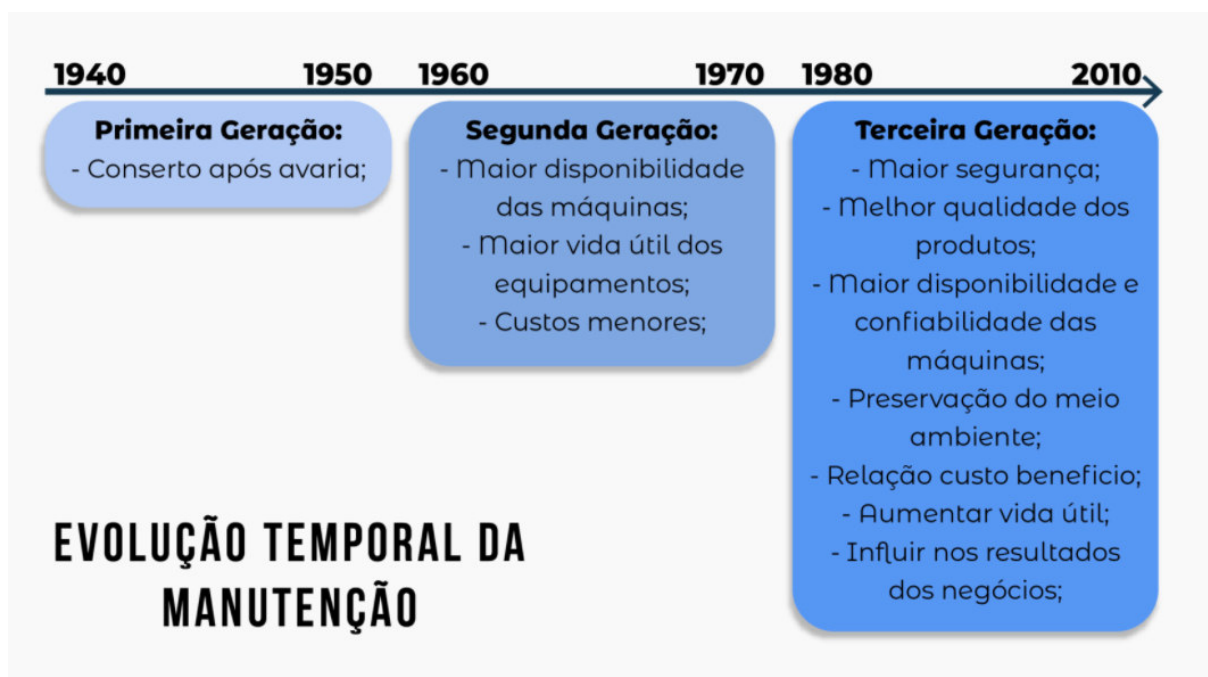 1940 1950 1960 1970 1980 2010
Primeira Geração:
- Conserto após avaria;
Segunda Geração:
- Maior disponibilidade
das máquinas;
- Maior vida útil dos
equipamentos;
- Custos menores;
Terceira Geração:
- Maior segurança;
- Melhor qualidade dos
produtos;
- Maior disponibilidade e
confiabilidade das
máquinas;
- Preservação do meio
ambiente;
- Relação custo beneficio;
- Aumentar vida útil;
- Influir nos resultados
dos negócios;
EVOLUÇÃO TEMPORAL DA
MANUTENÇÃO